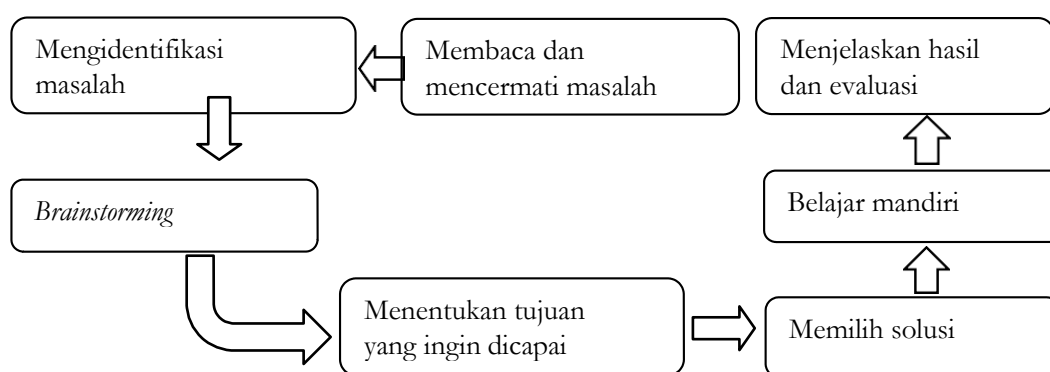 Mengidentifikasi
masalah
Membaca dan
mencermati masalah
Menjelaskan hasil
dan evaluasi
Brainstorming
Belajar mandiri
Menentukan tujuan
yang ingin dicapai
Memilih solusi